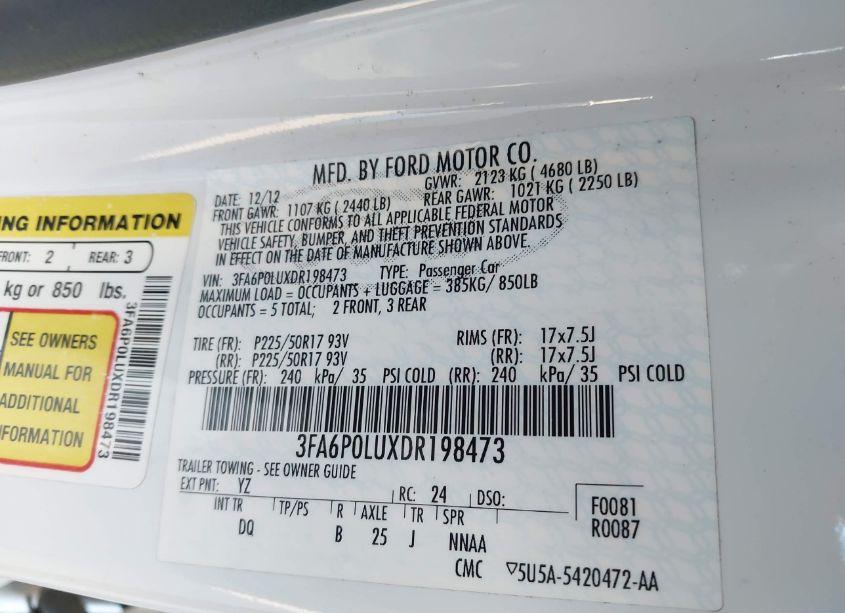 NG INFORMATION
FRONT: 2 REAR: 3
kg or 850 lbs.
SEE OWNERS
MANUAL FOR
ADDITIONAL
INFORMATION
3FA6P0LUXDR198473
MFD. BY FORD MOTOR CO.
DATE: 12/12 GVWR: 2123 KG ( 4680 LB)
FRONT GAWR: 1107 KG ( 2440 LB) REAR GAWR: 1021 KG ( 2250 LB)
THIS VEHICLE CONFORMS TO ALL APPLICABLE FEDERAL MOTOR
VEHICLE SAFETY, BUMPER, AND THEFT PREVENTION STANDARDS
IN EFFECT ON THE DATE OF MANUFACTURE SHOWN ABOVE.
VIN: 3FA6P0LUXDR198473 TYPE: Passenger Car
MAXIMUM LOAD = OCCUPANTS + LUGGAGE = 385KG/ 850LB
OCCUPANTS = 5 TOTAL; 2 FRONT, 3 REAR
TIRE (FR): P225/50R17 93V RIMS (FR): 17x7.5J
(RR): P225/50R17 93V (RR): 17x7.5J
PRESSURE (FR): 240 kPa/ 35 PSI COLD (RR): 240 kPa/ 35 PSI COLD
3FA6P0LUXDR198473
TRAILER TOWING - SEE OWNER GUIDE
EXT PNT: YZ RC: 24 DSO: F0081
INT TR TP/PS R AXLE TR SPR R0087
DQ B 25 J NNAA
CMC ▽5U5A-5420472-AA